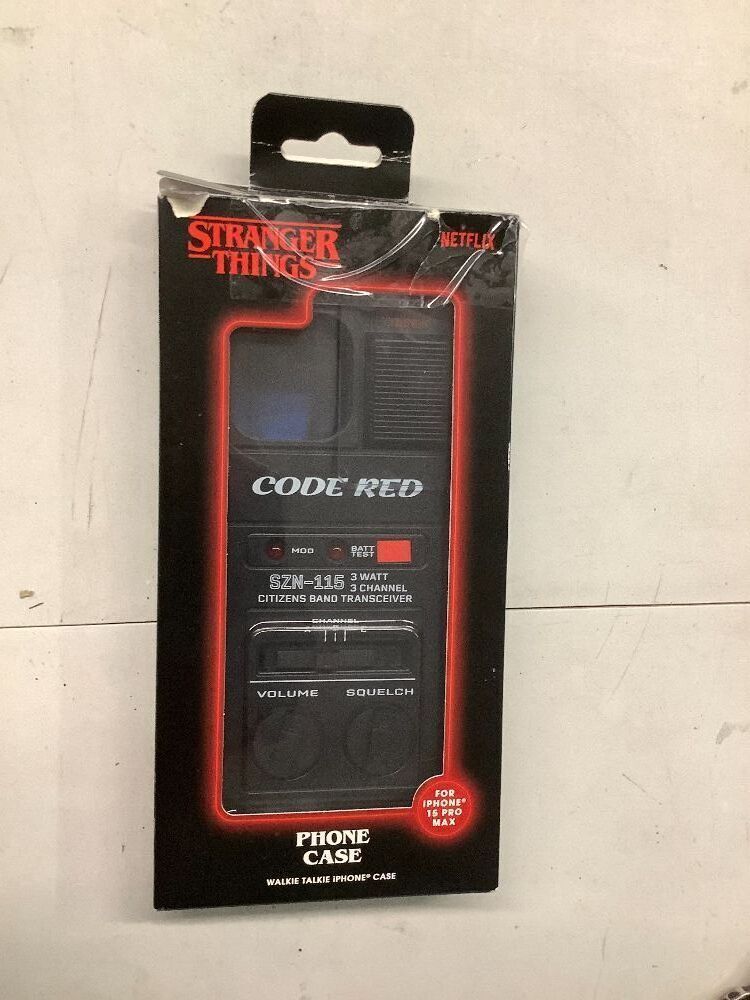 STRANGER
THINGS
NETFLIX
CODE RED
MOD
BATT
TEST
SZN-115
3 WATT
3 CHANNEL
CITIZENS BAND TRANSCEIVER
CHANNEL
VOLUME
SQUELCH
FOR
iPHONE®
15 PRO
MAX
PHONE
CASE
WALKIE TALKIE iPHONE® CASE